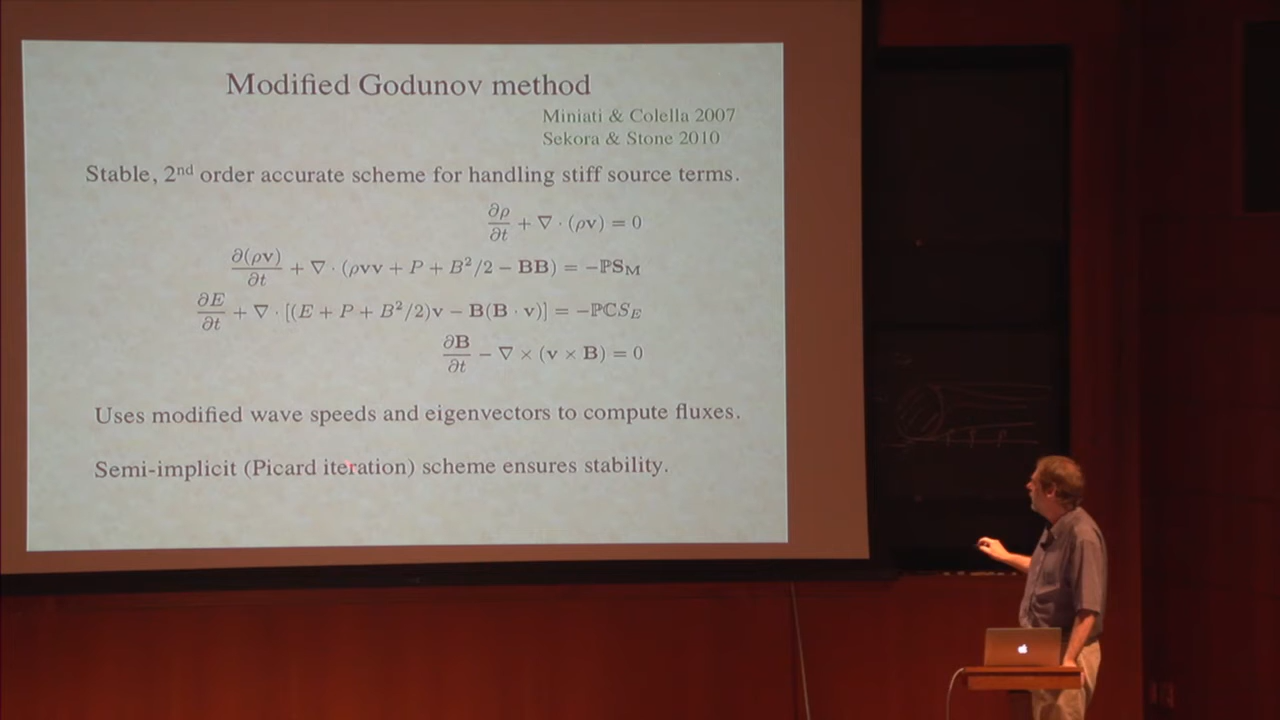 Modified Godunov method
Miniati & Colella 2007
Sekora & Stone 2010
Stable, 2nd order accurate scheme for handling stiff source terms.
∂ρ/∂t + ∇ · (ρv) = 0
∂(ρv)/∂t + ∇ · (ρvv + P + B²/2 − BB) = −ℙS_M
∂E/∂t + ∇ · [(E + P + B²/2)v − B(B · v)] = −ℙℂS_E
∂B/∂t − ∇ × (v × B) = 0
Uses modified wave speeds and eigenvectors to compute fluxes.
Semi-implicit (Picard iteration) scheme ensures stability.